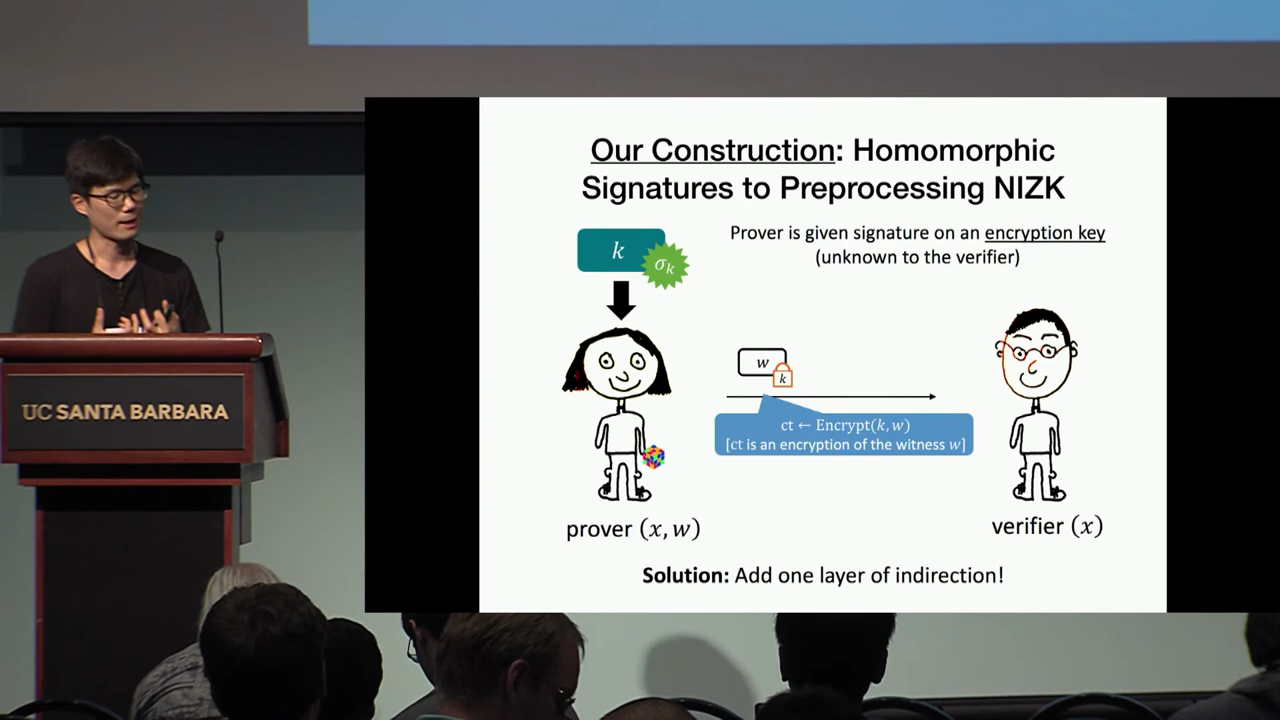 Our Construction: Homomorphic
Signatures to Preprocessing NIZK
Prover is given signature on an encryption key
(unknown to the verifier)
k
σₖ
w
k
ct ← Encrypt(k, w)
[ct is an encryption of the witness w]
prover (x, w)
verifier (x)
Solution: Add one layer of indirection!
UC SANTA BARBARA